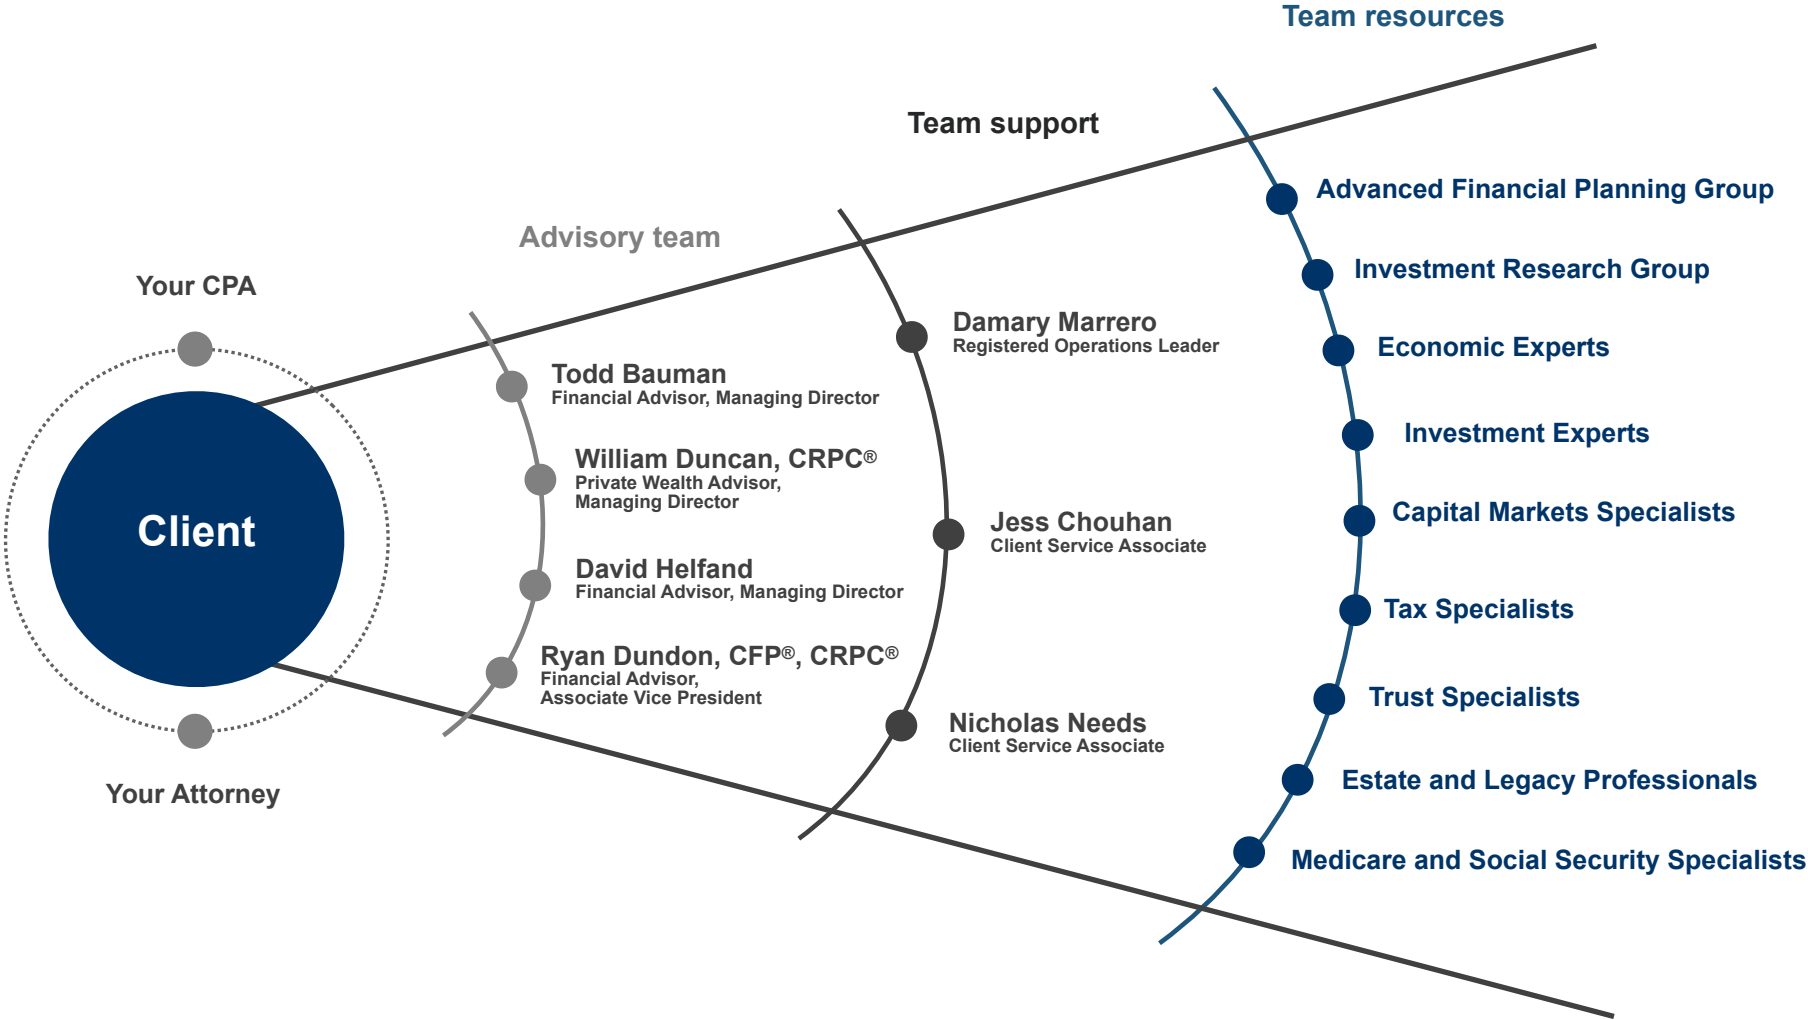 Team resources
Team support
Advisory team
Your CPA
Client
Your Attorney
Todd Bauman
Financial Advisor, Managing Director
William Duncan, CRPC®
Private Wealth Advisor,
Managing Director
David Helfand
Financial Advisor, Managing Director
Ryan Dundon, CFP®, CRPC®
Financial Advisor,
Associate Vice President
Damary Marrero
Registered Operations Leader
Jess Chouhan
Client Service Associate
Nicholas Needs
Client Service Associate
Advanced Financial Planning Group
Investment Research Group
Economic Experts
Investment Experts
Capital Markets Specialists
Tax Specialists
Trust Specialists
Estate and Legacy Professionals
Medicare and Social Security Specialists